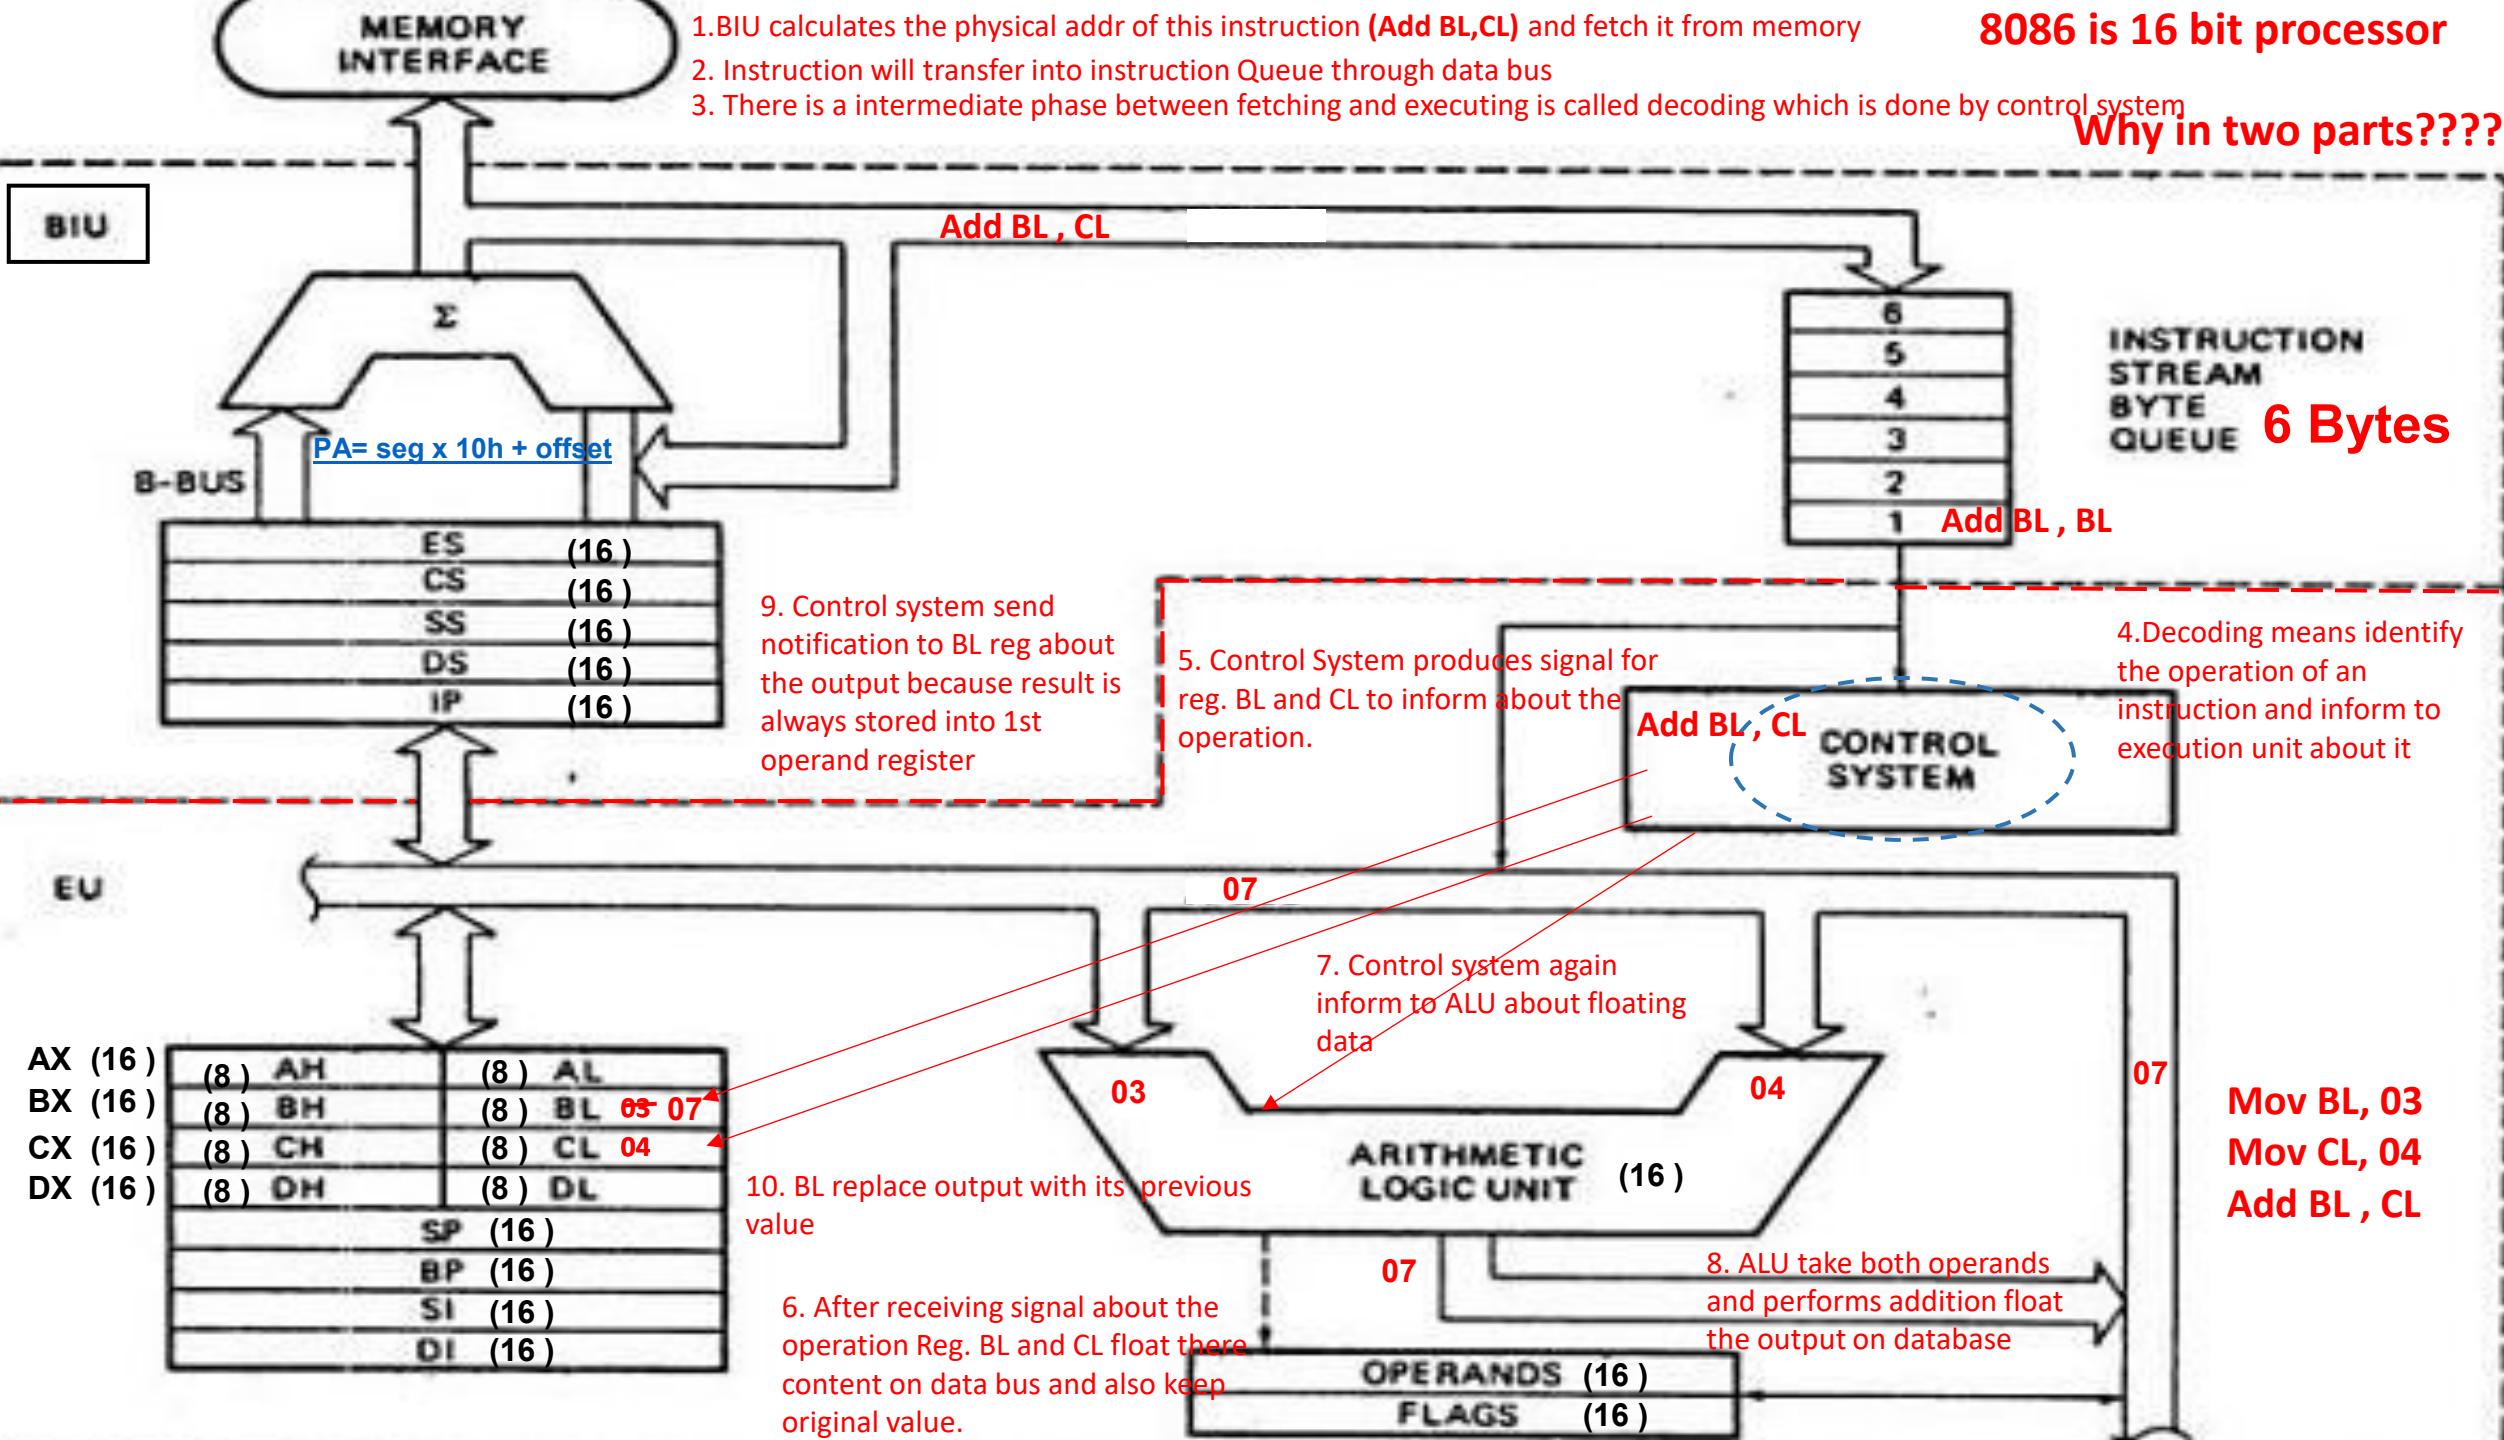 MEMORY
INTERFACE
1.BIU calculates the physical addr of this instruction (Add BL,CL) and fetch it from memory
2. Instruction will transfer into instruction Queue through data bus
3. There is a intermediate phase between fetching and executing is called decoding which is done by control system
8086 is 16 bit processor
Why in two parts????
BIU
Add BL , CL
Σ
PA= seg x 10h + offset
B-BUS
6
5
4
3
2
1
Add BL , BL
INSTRUCTION
STREAM
BYTE
QUEUE
6 Bytes
ES (16 )
CS (16 )
SS (16 )
DS (16 )
IP (16 )
9. Control system send
notification to BL reg about
the output because result is
always stored into 1st
operand register
5. Control System produces signal for
reg. BL and CL to inform about the
operation.
4.Decoding means identify
the operation of an
instruction and inform to
execution unit about it
Add BL , CL
CONTROL
SYSTEM
EU
07
7. Control system again
inform to ALU about floating
data
AX (16 ) (8 ) AH (8 ) AL
BX (16 ) (8 ) BH (8 ) BL 03 07
CX (16 ) (8 ) CH (8 ) CL 04
DX (16 ) (8 ) DH (8 ) DL
SP (16 )
BP (16 )
SI (16 )
DI (16 )
03
04
07
ARITHMETIC
LOGIC UNIT (16 )
Mov BL, 03
Mov CL, 04
Add BL , CL
10. BL replace output with its previous
value
07
8. ALU take both operands
and performs addition float
the output on database
6. After receiving signal about the
operation Reg. BL and CL float there
content on data bus and also keep
original value.
OPERANDS (16 )
FLAGS (16 )